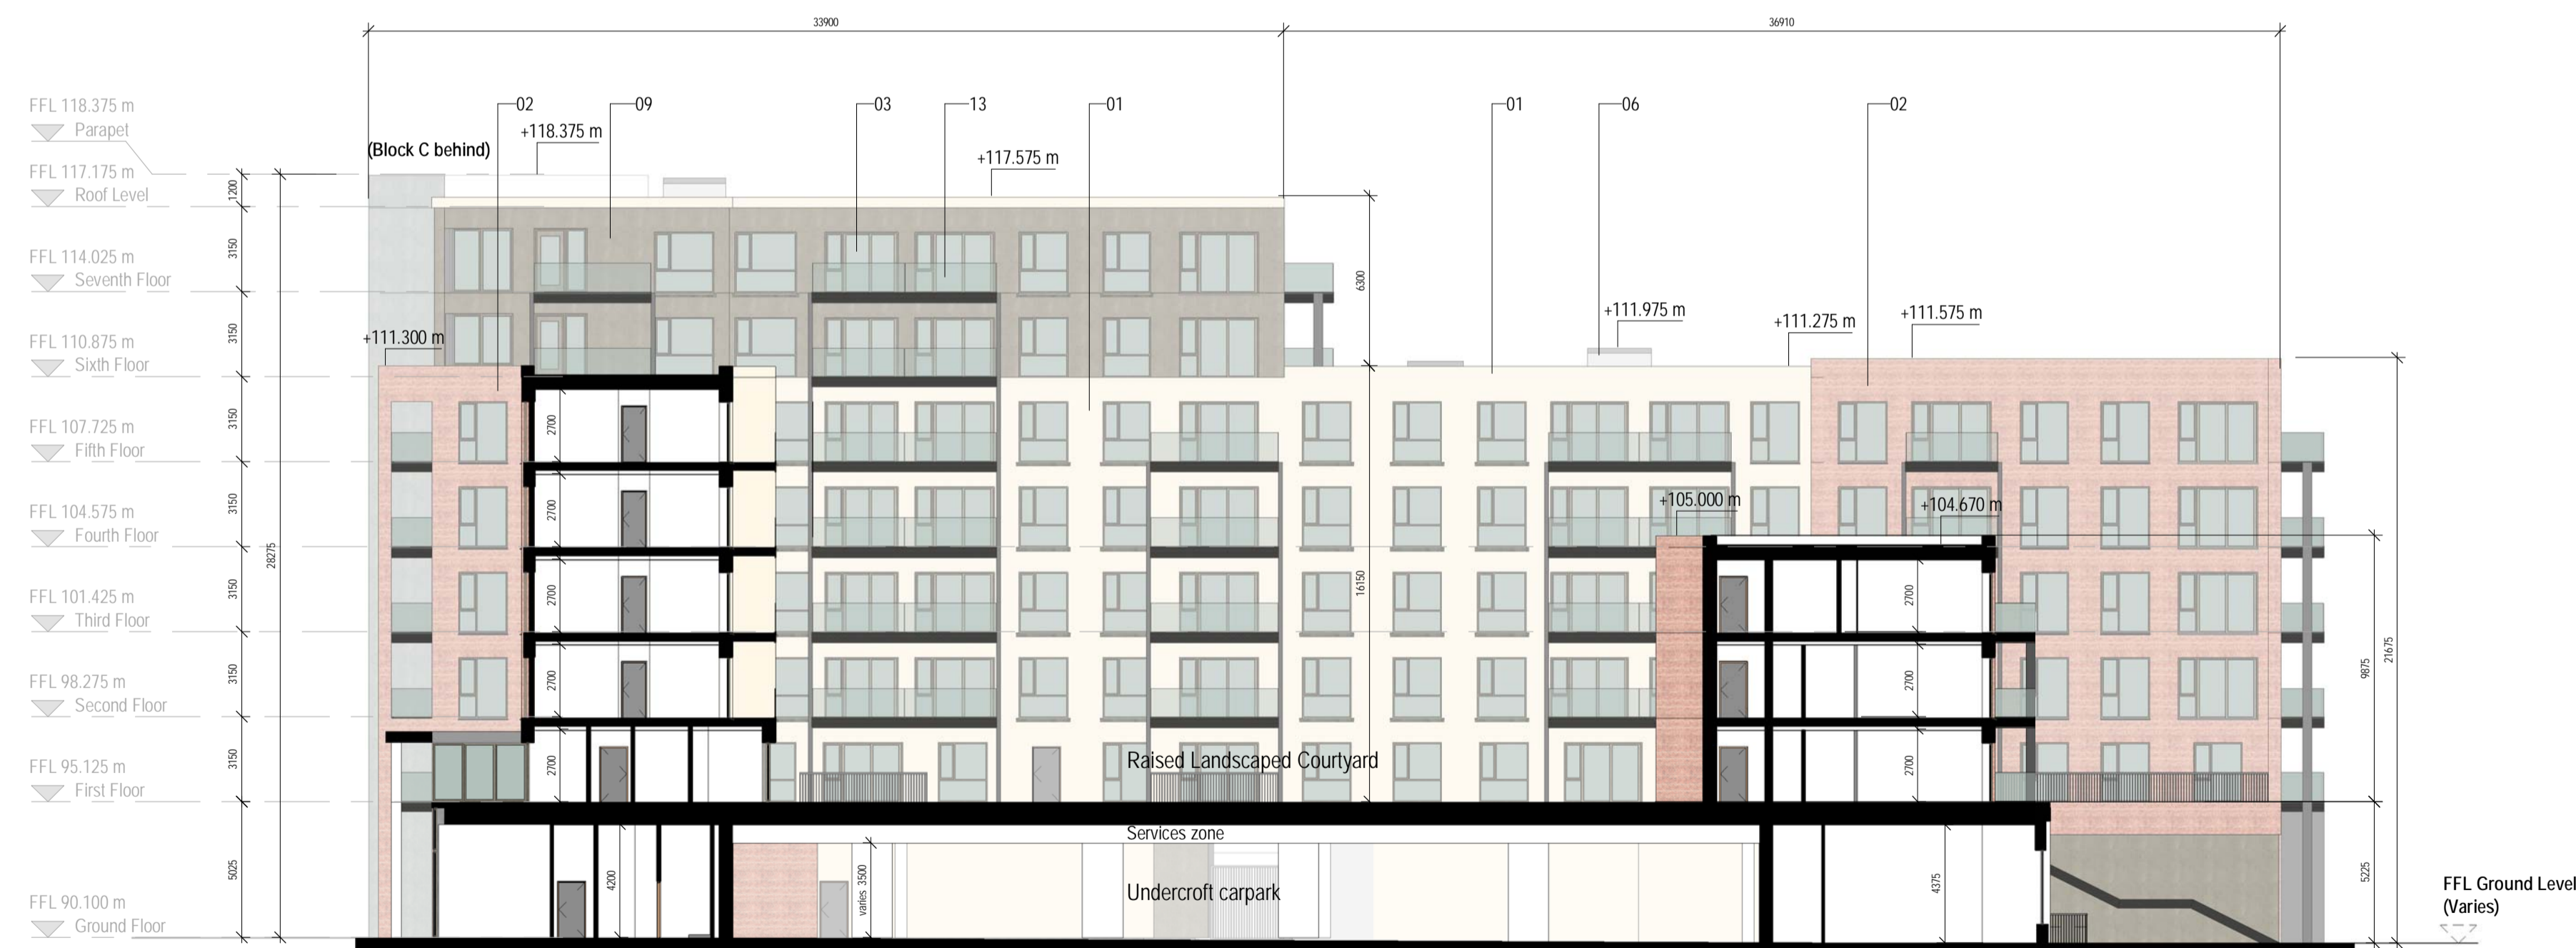 33900
36910
02
09
03
13
01
01
06
02
FFL 118.375 m
Parapet
FFL 117.175 m
Roof Level
FFL 114.025 m
Seventh Floor
FFL 110.875 m
Sixth Floor
FFL 107.725 m
Fifth Floor
FFL 104.575 m
Fourth Floor
FFL 101.425 m
Third Floor
FFL 98.275 m
Second Floor
FFL 95.125 m
First Floor
FFL 90.100 m
Ground Floor
1200
3150
3150
3150
3150
3150
3150
3150
5025
28275
(Block C behind)
+118.375 m
+117.575 m
+111.300 m
+111.975 m
+111.275 m
+111.575 m
+105.000 m
+104.670 m
6300
16150
2700
2700
2700
2700
2700
2700
2700
2700
9875
21675
5225
Raised Landscaped Courtyard
Services zone
Undercroft carpark
4200
varies 3500
4375
FFL Ground Level
(Varies)